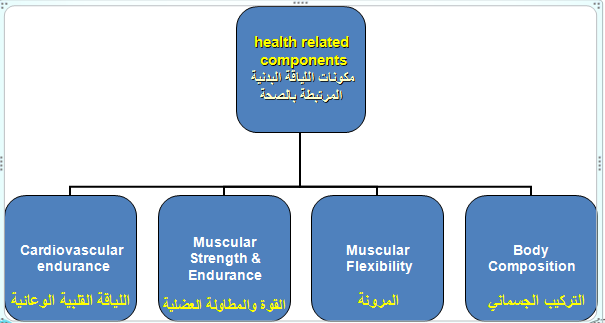 health related
components
مكونات اللياقة البدنية
المرتبطة بالصحة
Cardiovascular
endurance
اللياقة القلبية الوعائية
Muscular
Strength &
Endurance
القوة والمطاولة العضلية
Muscular
Flexibility
المرونة
Body
Composition
التركيب الجسماني